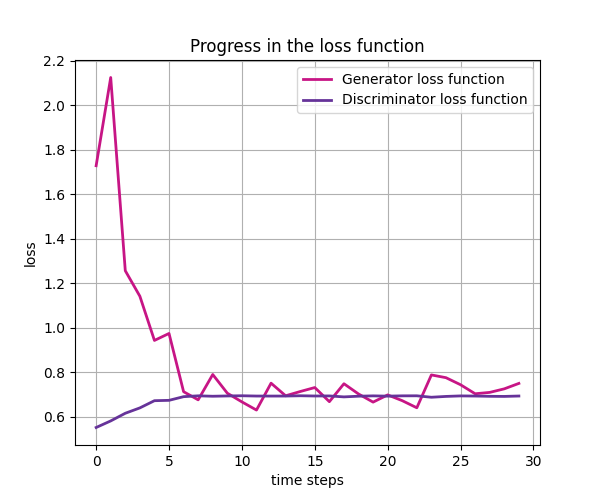 Progress in the loss function
Generator loss function
Discriminator loss function
2.2
2.0
1.8
1.6
1.4
1.2
1.0
0.8
0.6
loss
0 5 10 15 20 25 30
time steps